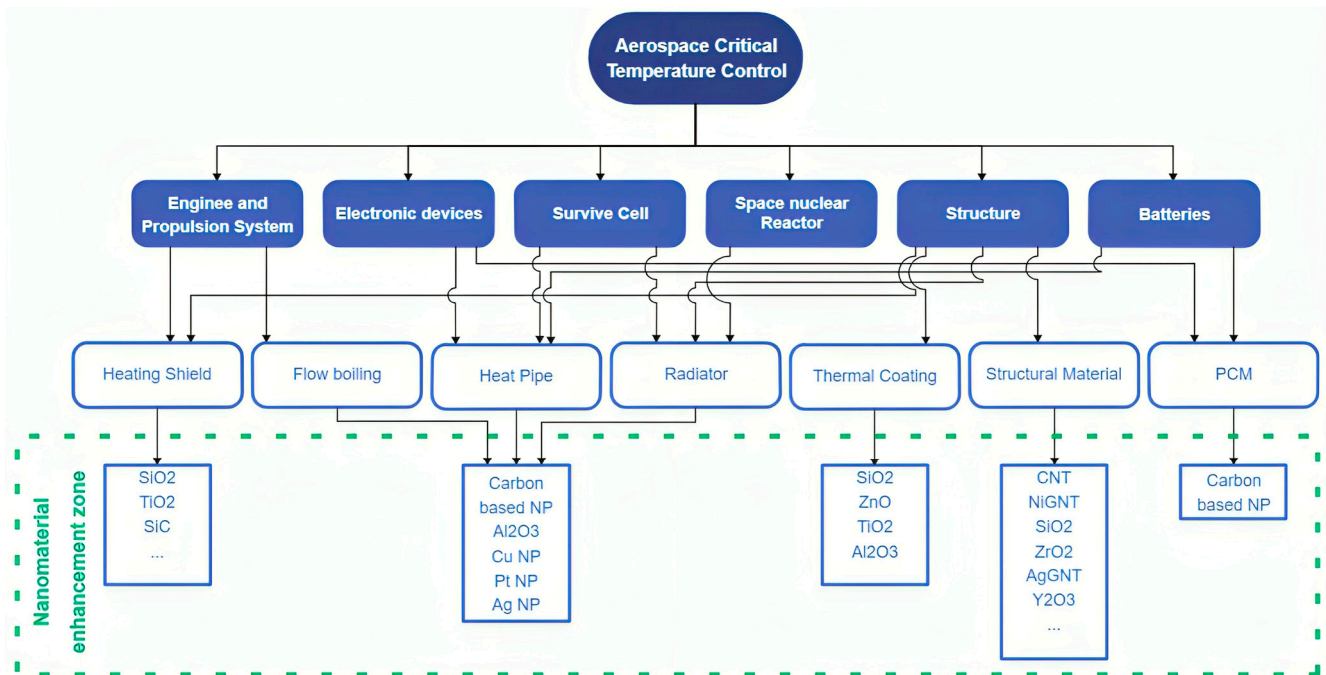 Aerospace Critical
Temperature Control
Enginee and
Propulsion System
Electronic devices
Survive Cell
Space nuclear
Reactor
Structure
Batteries
Heating Shield
Flow boiling
Heat Pipe
Radiator
Thermal Coating
Structural Material
PCM
Nanomaterial
enhancement zone
SiO2
TiO2
SiC
...
Carbon
based NP
Al2O3
Cu NP
Pt NP
Ag NP
SiO2
ZnO
TiO2
Al2O3
CNT
NiGNT
SiO2
ZrO2
AgGNT
Y2O3
...
Carbon
based NP